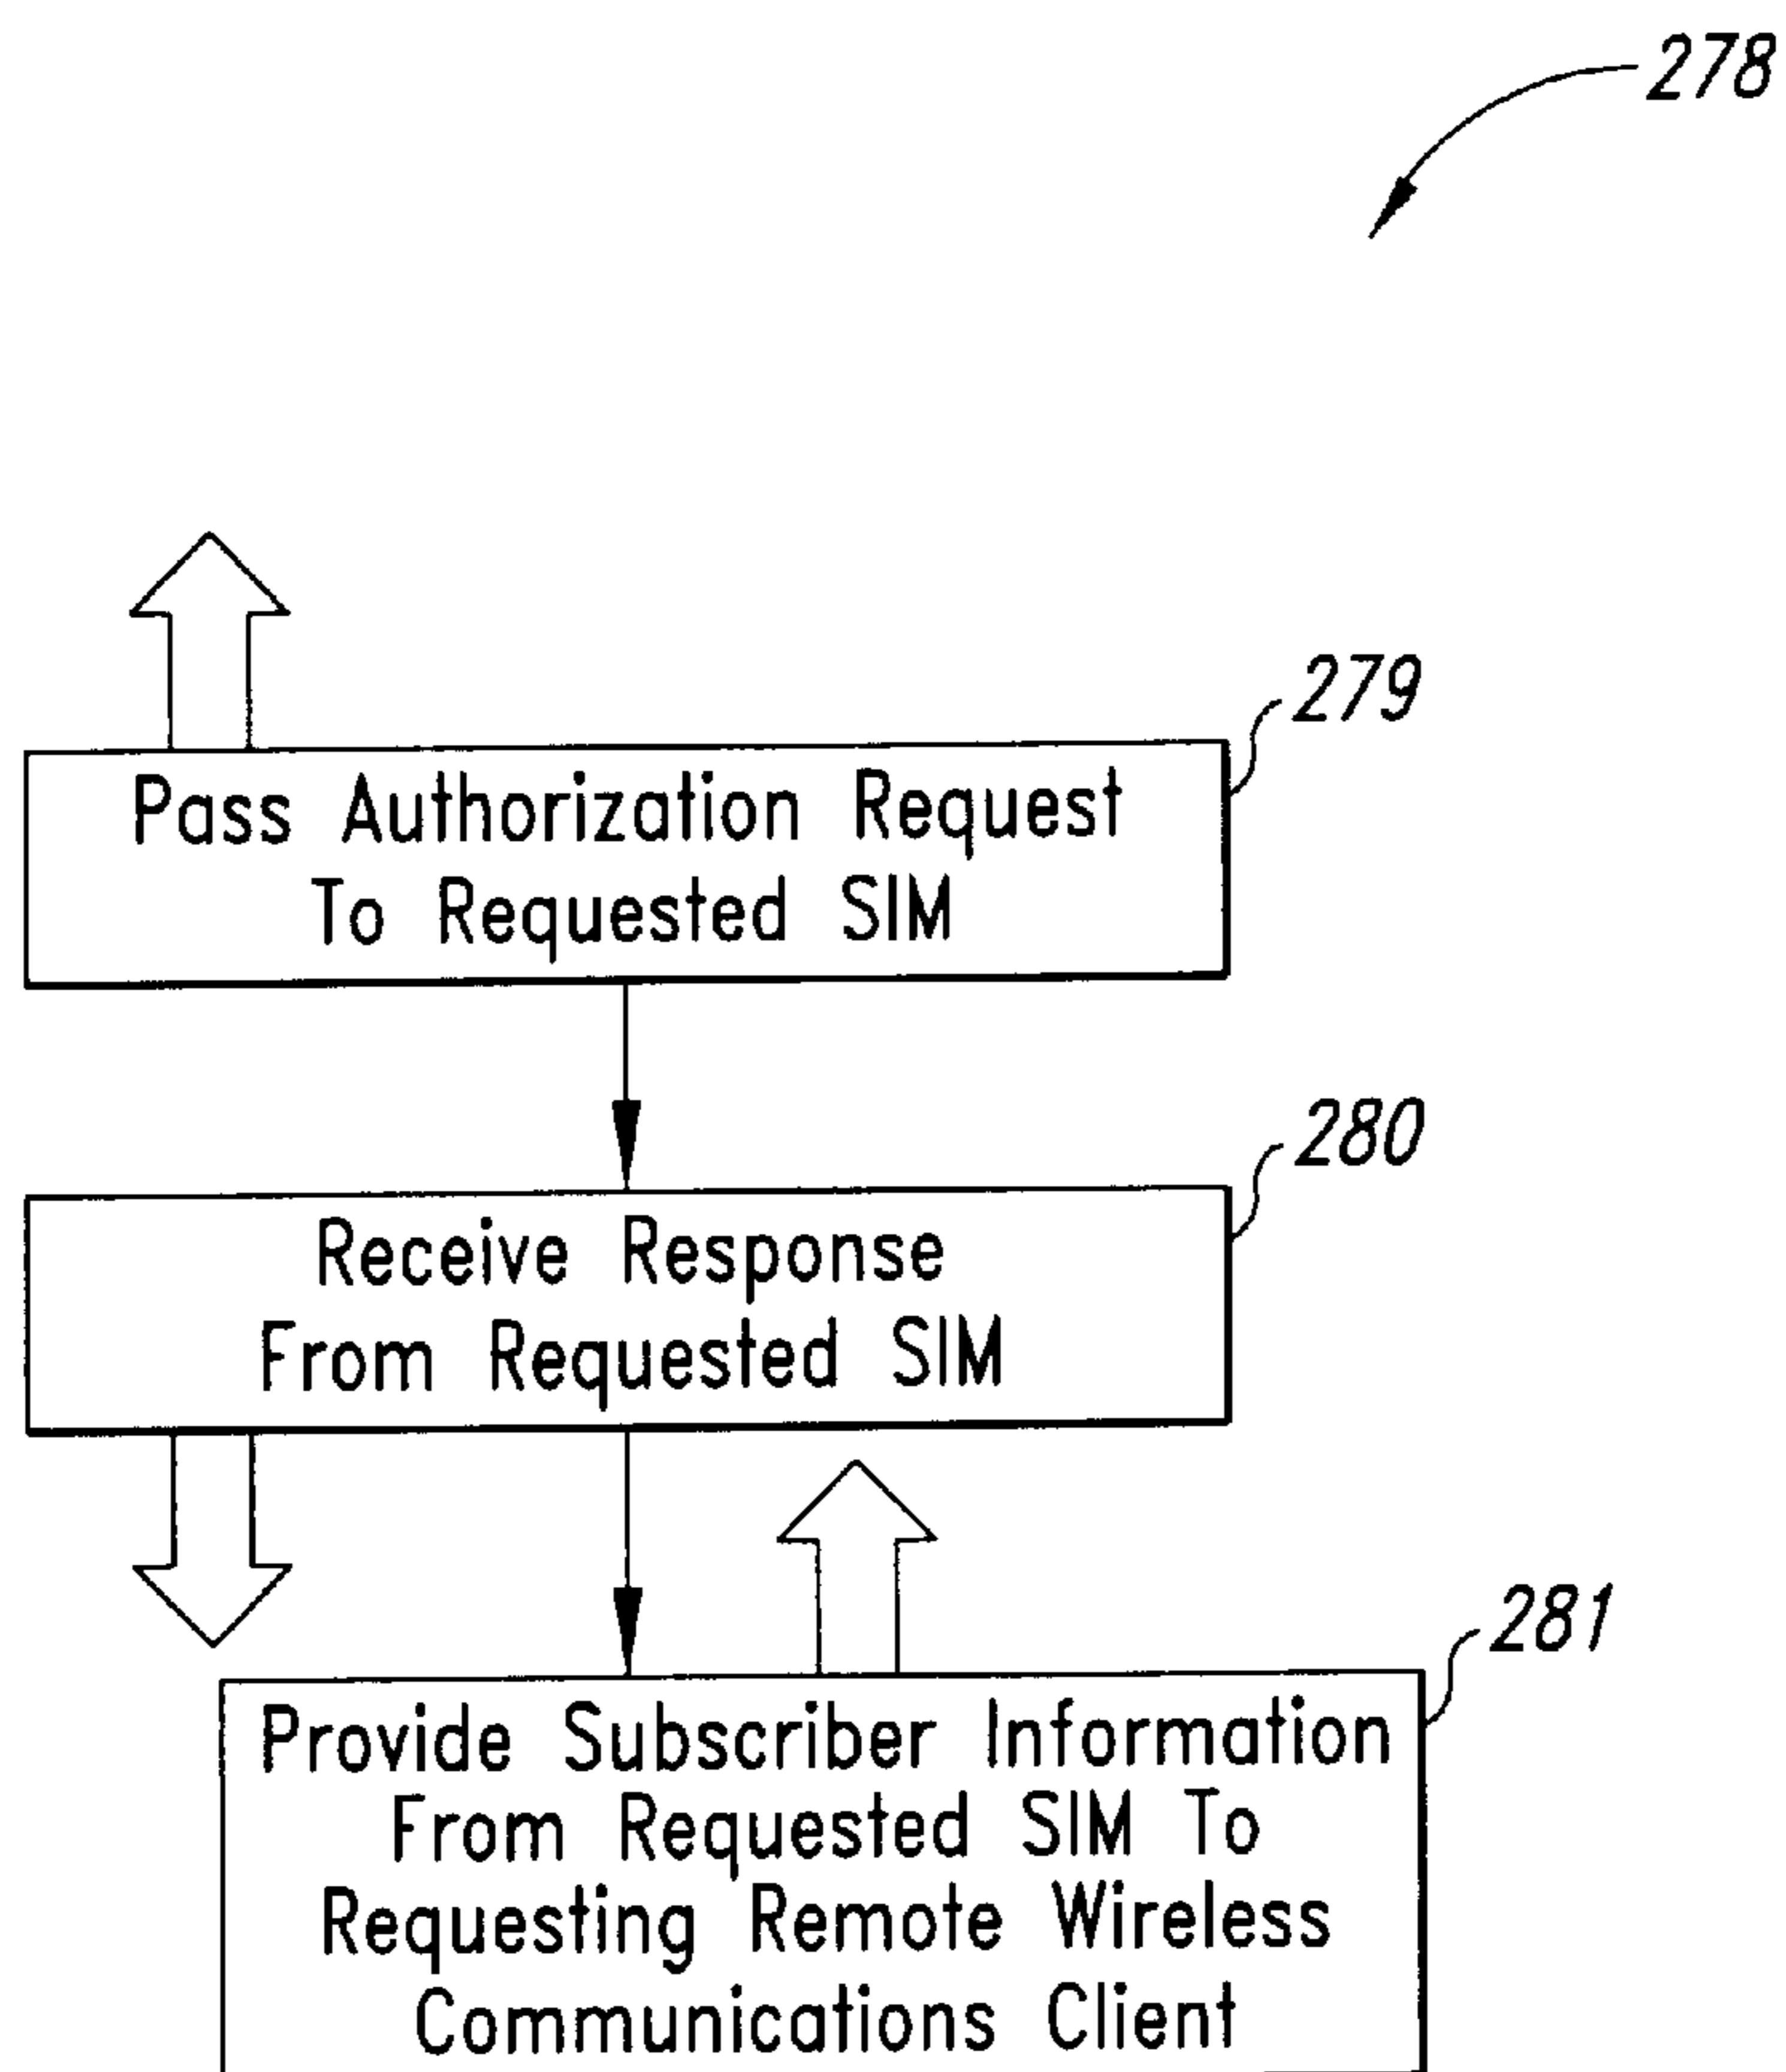 278
279
Pass Authorization Request
To Requested SIM
280
Receive Response
From Requested SIM
281
Provide Subscriber Information
From Requested SIM To
Requesting Remote Wireless
Communications Client